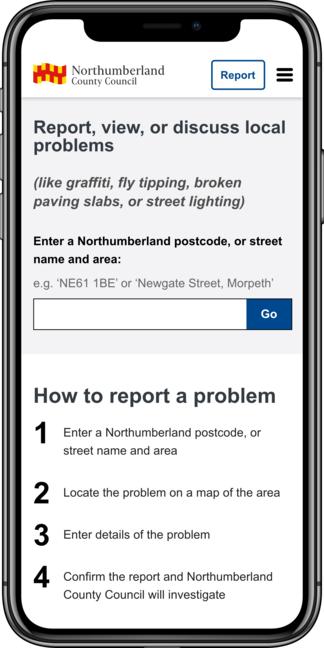 Northumberland
County Council
Report
Report, view, or discuss local
problems
(like graffiti, fly tipping, broken
paving slabs, or street lighting)
Enter a Northumberland postcode, or street
name and area:
e.g. ‘NE61 1BE’ or ‘Newgate Street, Morpeth’
Go
How to report a problem
1 Enter a Northumberland postcode, or
street name and area
2 Locate the problem on a map of the area
3 Enter details of the problem
4 Confirm the report and Northumberland
County Council will investigate